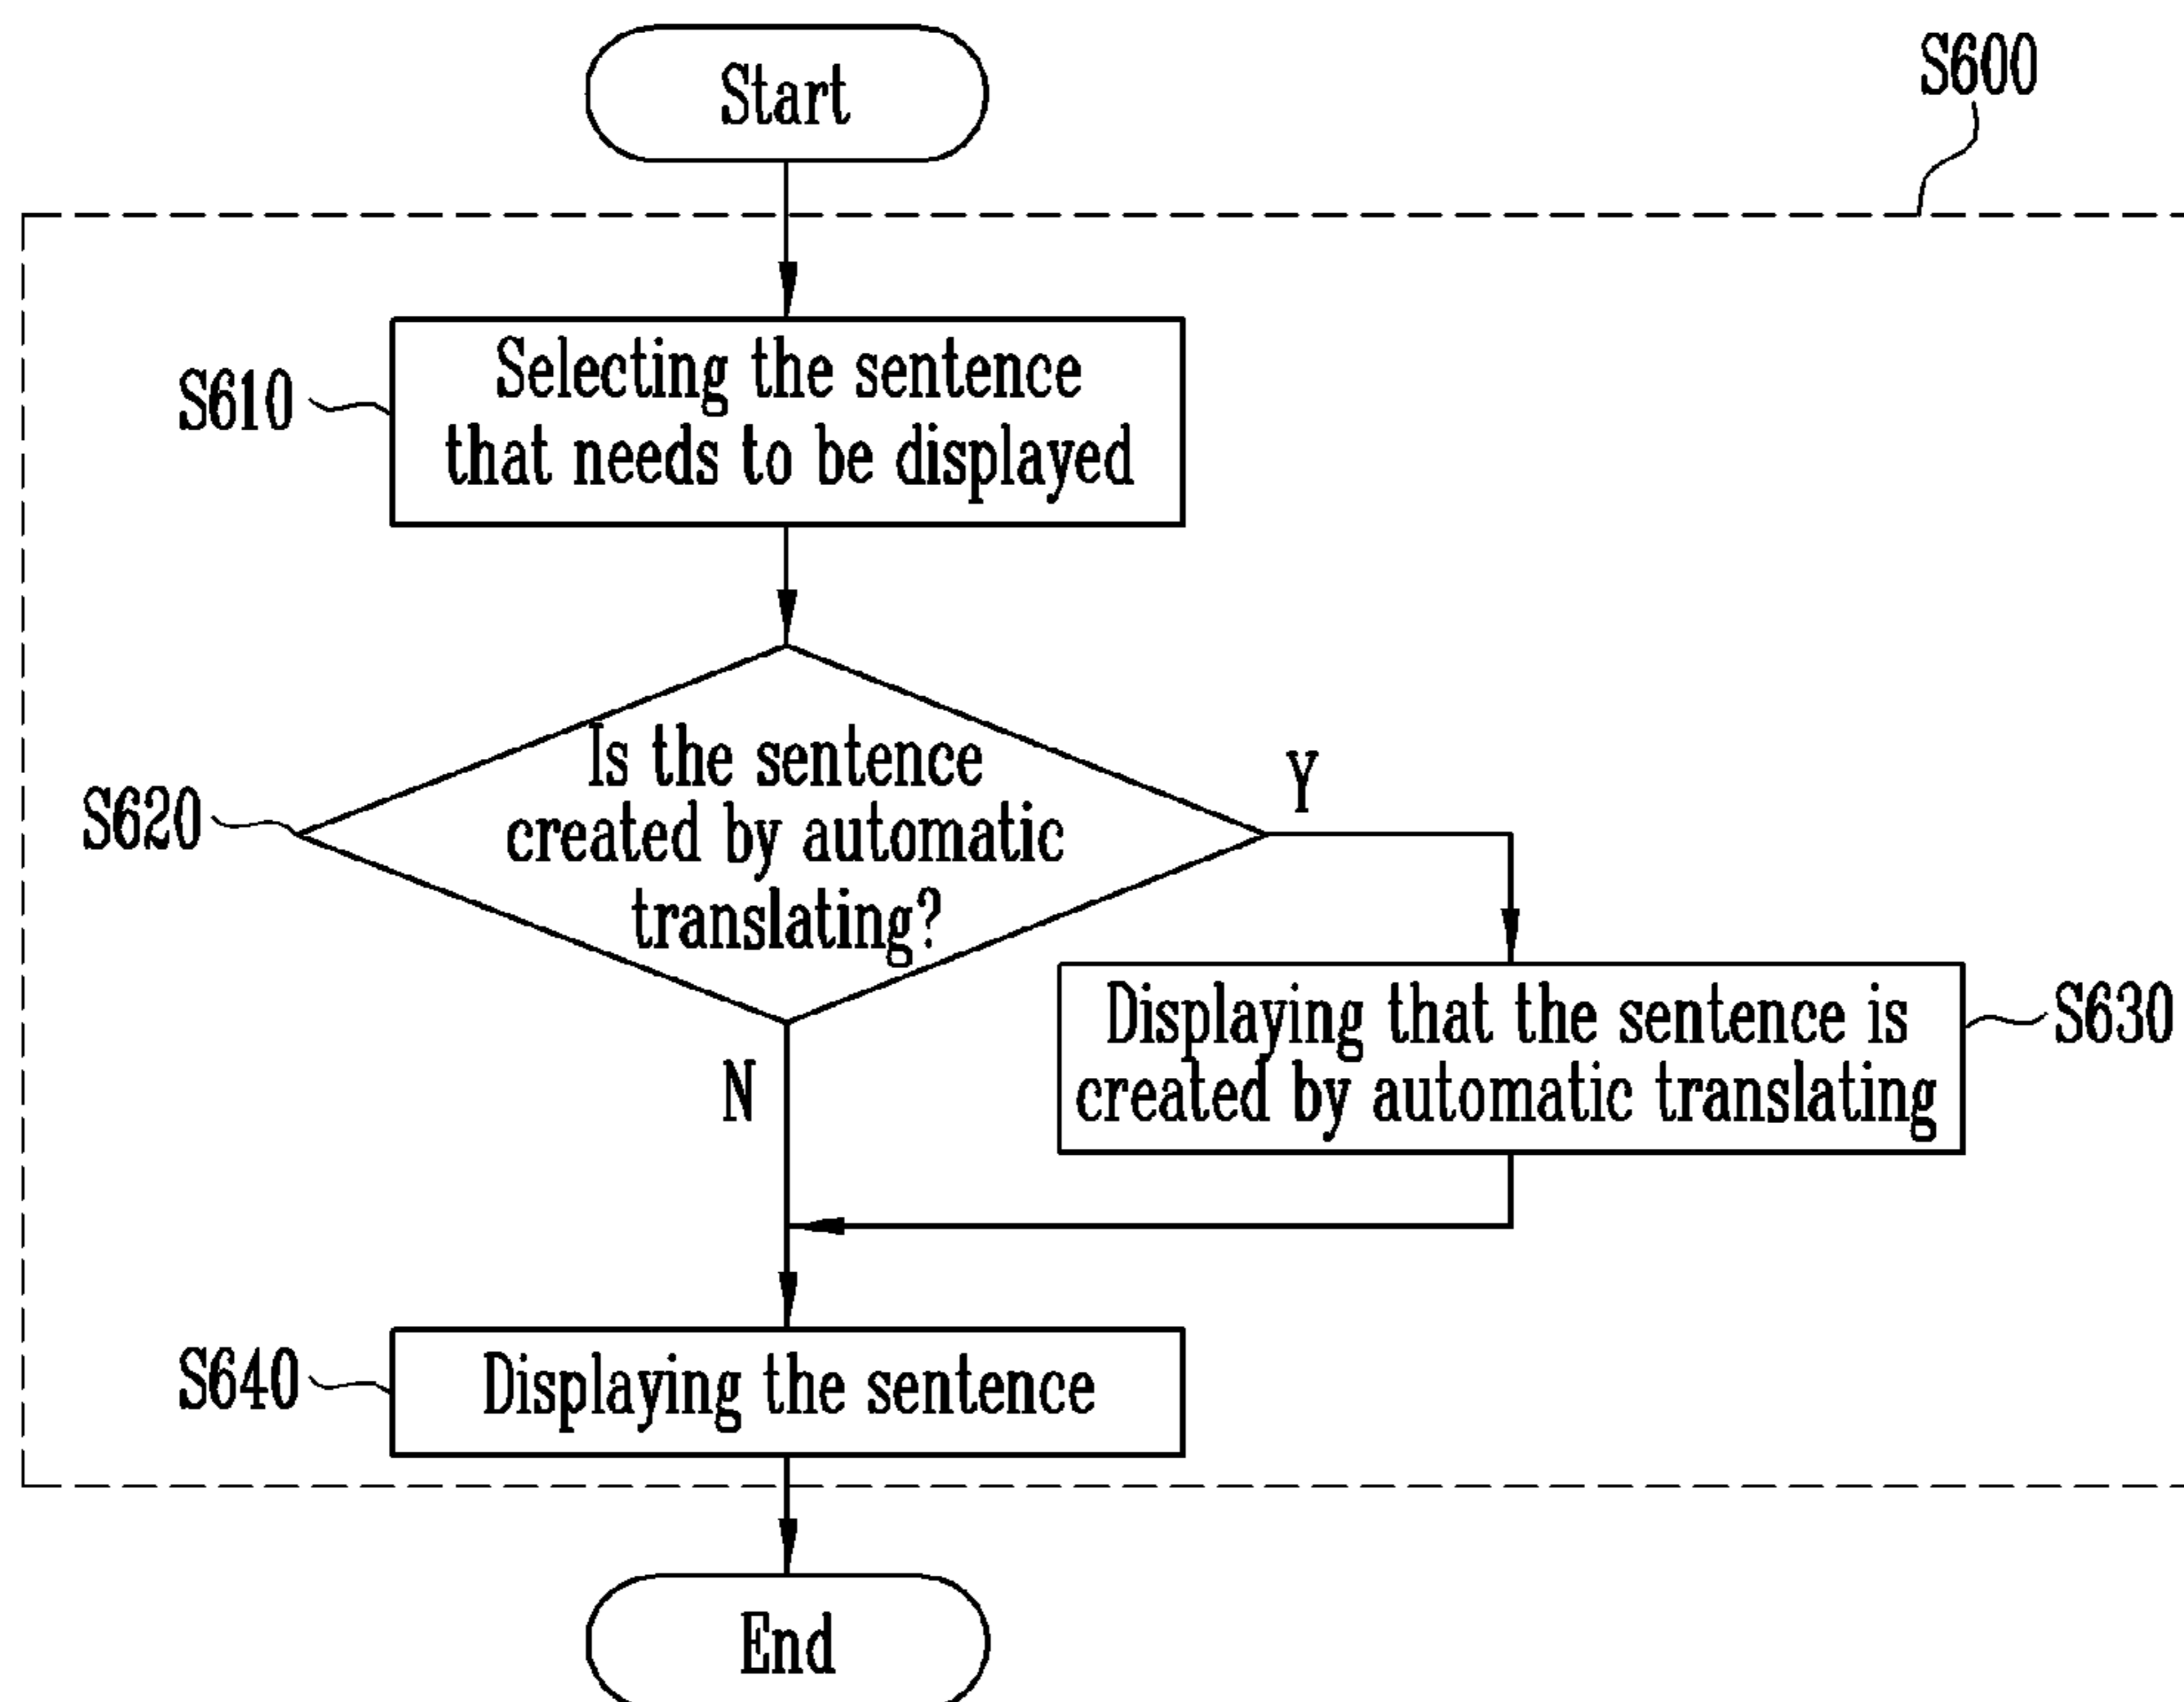 Start
S600
S610
Selecting the sentence
that needs to be displayed
S620
Is the sentence
created by automatic
translating?
Y
N
Displaying that the sentence is
created by automatic translating
S630
S640
Displaying the sentence
End